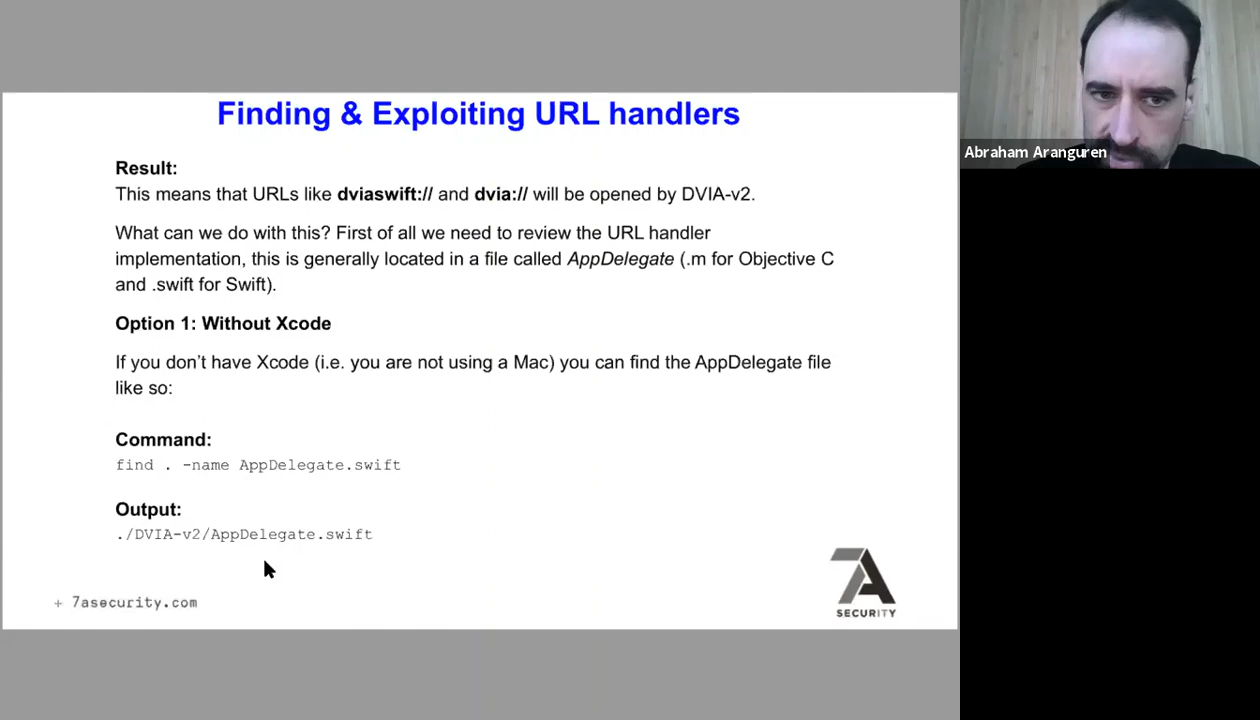 Finding & Exploiting URL handlers
Result:
This means that URLs like dviaswift:// and dvia:// will be opened by DVIA-v2.
What can we do with this? First of all we need to review the URL handler
implementation, this is generally located in a file called AppDelegate (.m for Objective C
and .swift for Swift).
Option 1: Without Xcode
If you don’t have Xcode (i.e. you are not using a Mac) you can find the AppDelegate file
like so:
Command:
find . -name AppDelegate.swift
Output:
./DVIA-v2/AppDelegate.swift
+ 7asecurity.com
7A
SECURITY
Abraham Aranguren